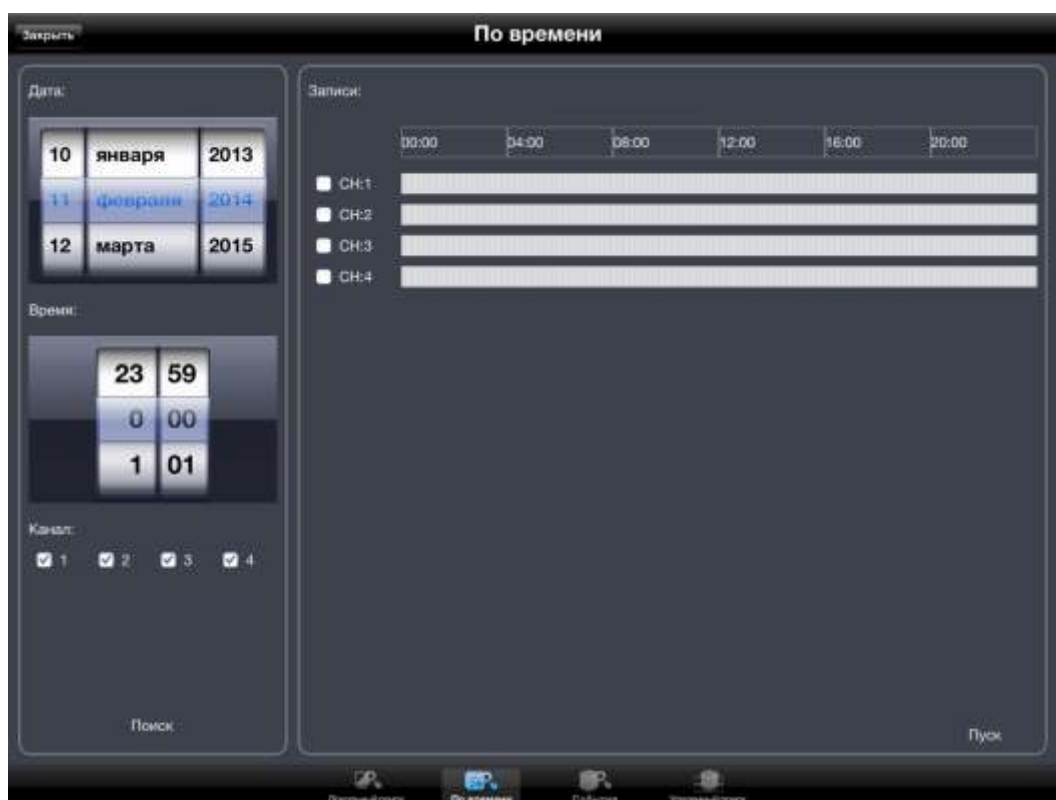 Закрыть
По времени
Дата:
10 января 2013
11 февраля 2014
12 марта 2015
Время:
23 59
0 00
1 01
Канал:
1 2 3 4
Поиск
Записи:
00:00 04:00 08:00 12:00 16:00 20:00
CH:1
CH:2
CH:3
CH:4
Пуск
По времени
События